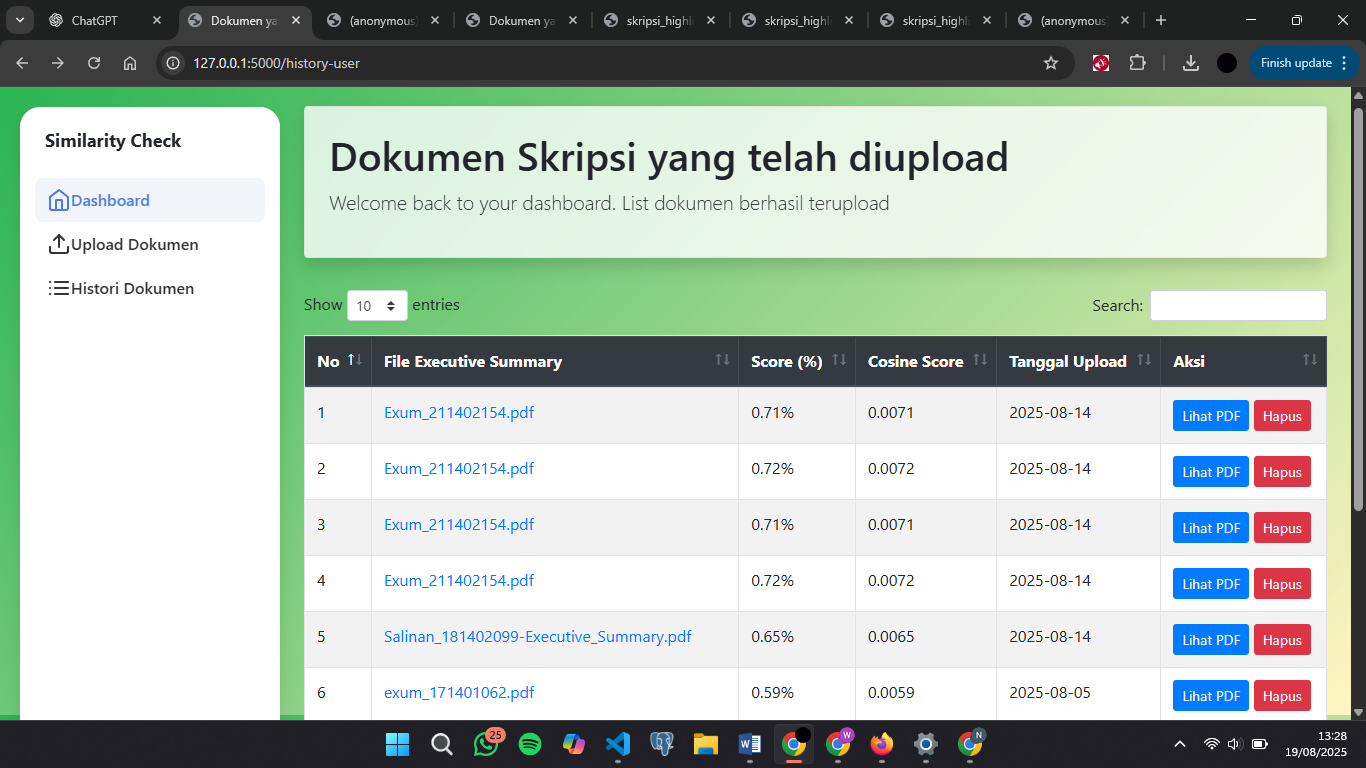 ChatGPT
Dokumen ya
(anonymous)
Dokumen ya
skripsi_highli
skripsi_highli
skripsi_highli
(anonymous)
127.0.0.1:5000/history-user
Finish update
Similarity Check
Dashboard
Upload Dokumen
Histori Dokumen
Dokumen Skripsi yang telah diupload
Welcome back to your dashboard. List dokumen berhasil terupload
Show 10 entries Search:
No File Executive Summary Score (%) Cosine Score Tanggal Upload Aksi
1 Exum_211402154.pdf 0.71% 0.0071 2025-08-14 Lihat PDF Hapus
2 Exum_211402154.pdf 0.72% 0.0072 2025-08-14 Lihat PDF Hapus
3 Exum_211402154.pdf 0.71% 0.0071 2025-08-14 Lihat PDF Hapus
4 Exum_211402154.pdf 0.72% 0.0072 2025-08-14 Lihat PDF Hapus
5 Salinan_181402099-Executive_Summary.pdf 0.65% 0.0065 2025-08-14 Lihat PDF Hapus
6 exum_171401062.pdf 0.59% 0.0059 2025-08-05 Lihat PDF Hapus
25
W
W
N
13:28
19/08/2025